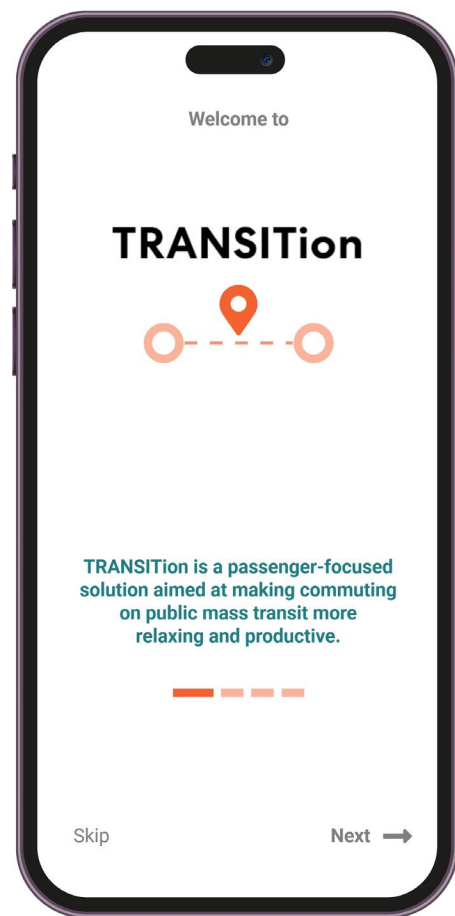 Welcome to
TRANSITion
TRANSITion is a passenger-focused
solution aimed at making commuting
on public mass transit more
relaxing and productive.
Skip
Next